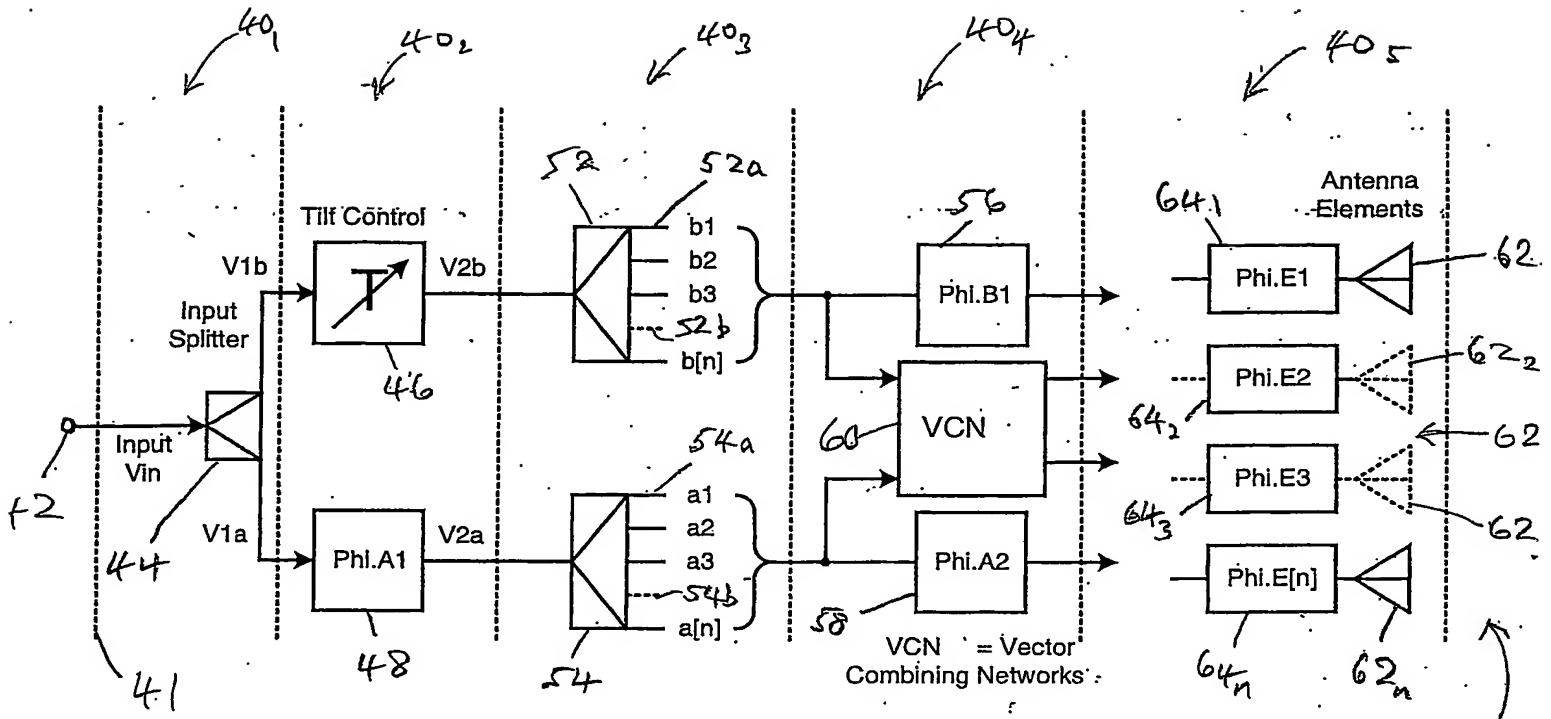 40₁
40₂
40₃
40₄
40₅
52
52a
56
64₁
Antenna
Elements
62
Tilt Control
V1b
T
V2b
b1
b2
b3
52b
b[n]
Phi.B1
Phi.E1
Input
Splitter
46
Phi.E2
62₂
64₂
Input
Vin
44
60
VCN
62
54a
Phi.E3
62
64₃
V1a
Phi.A1
V2a
a1
a2
a3
54b
a[n]
Phi.A2
58
Phi.E[n]
48
54
VCN = Vector
Combining Networks
64n
62n
41